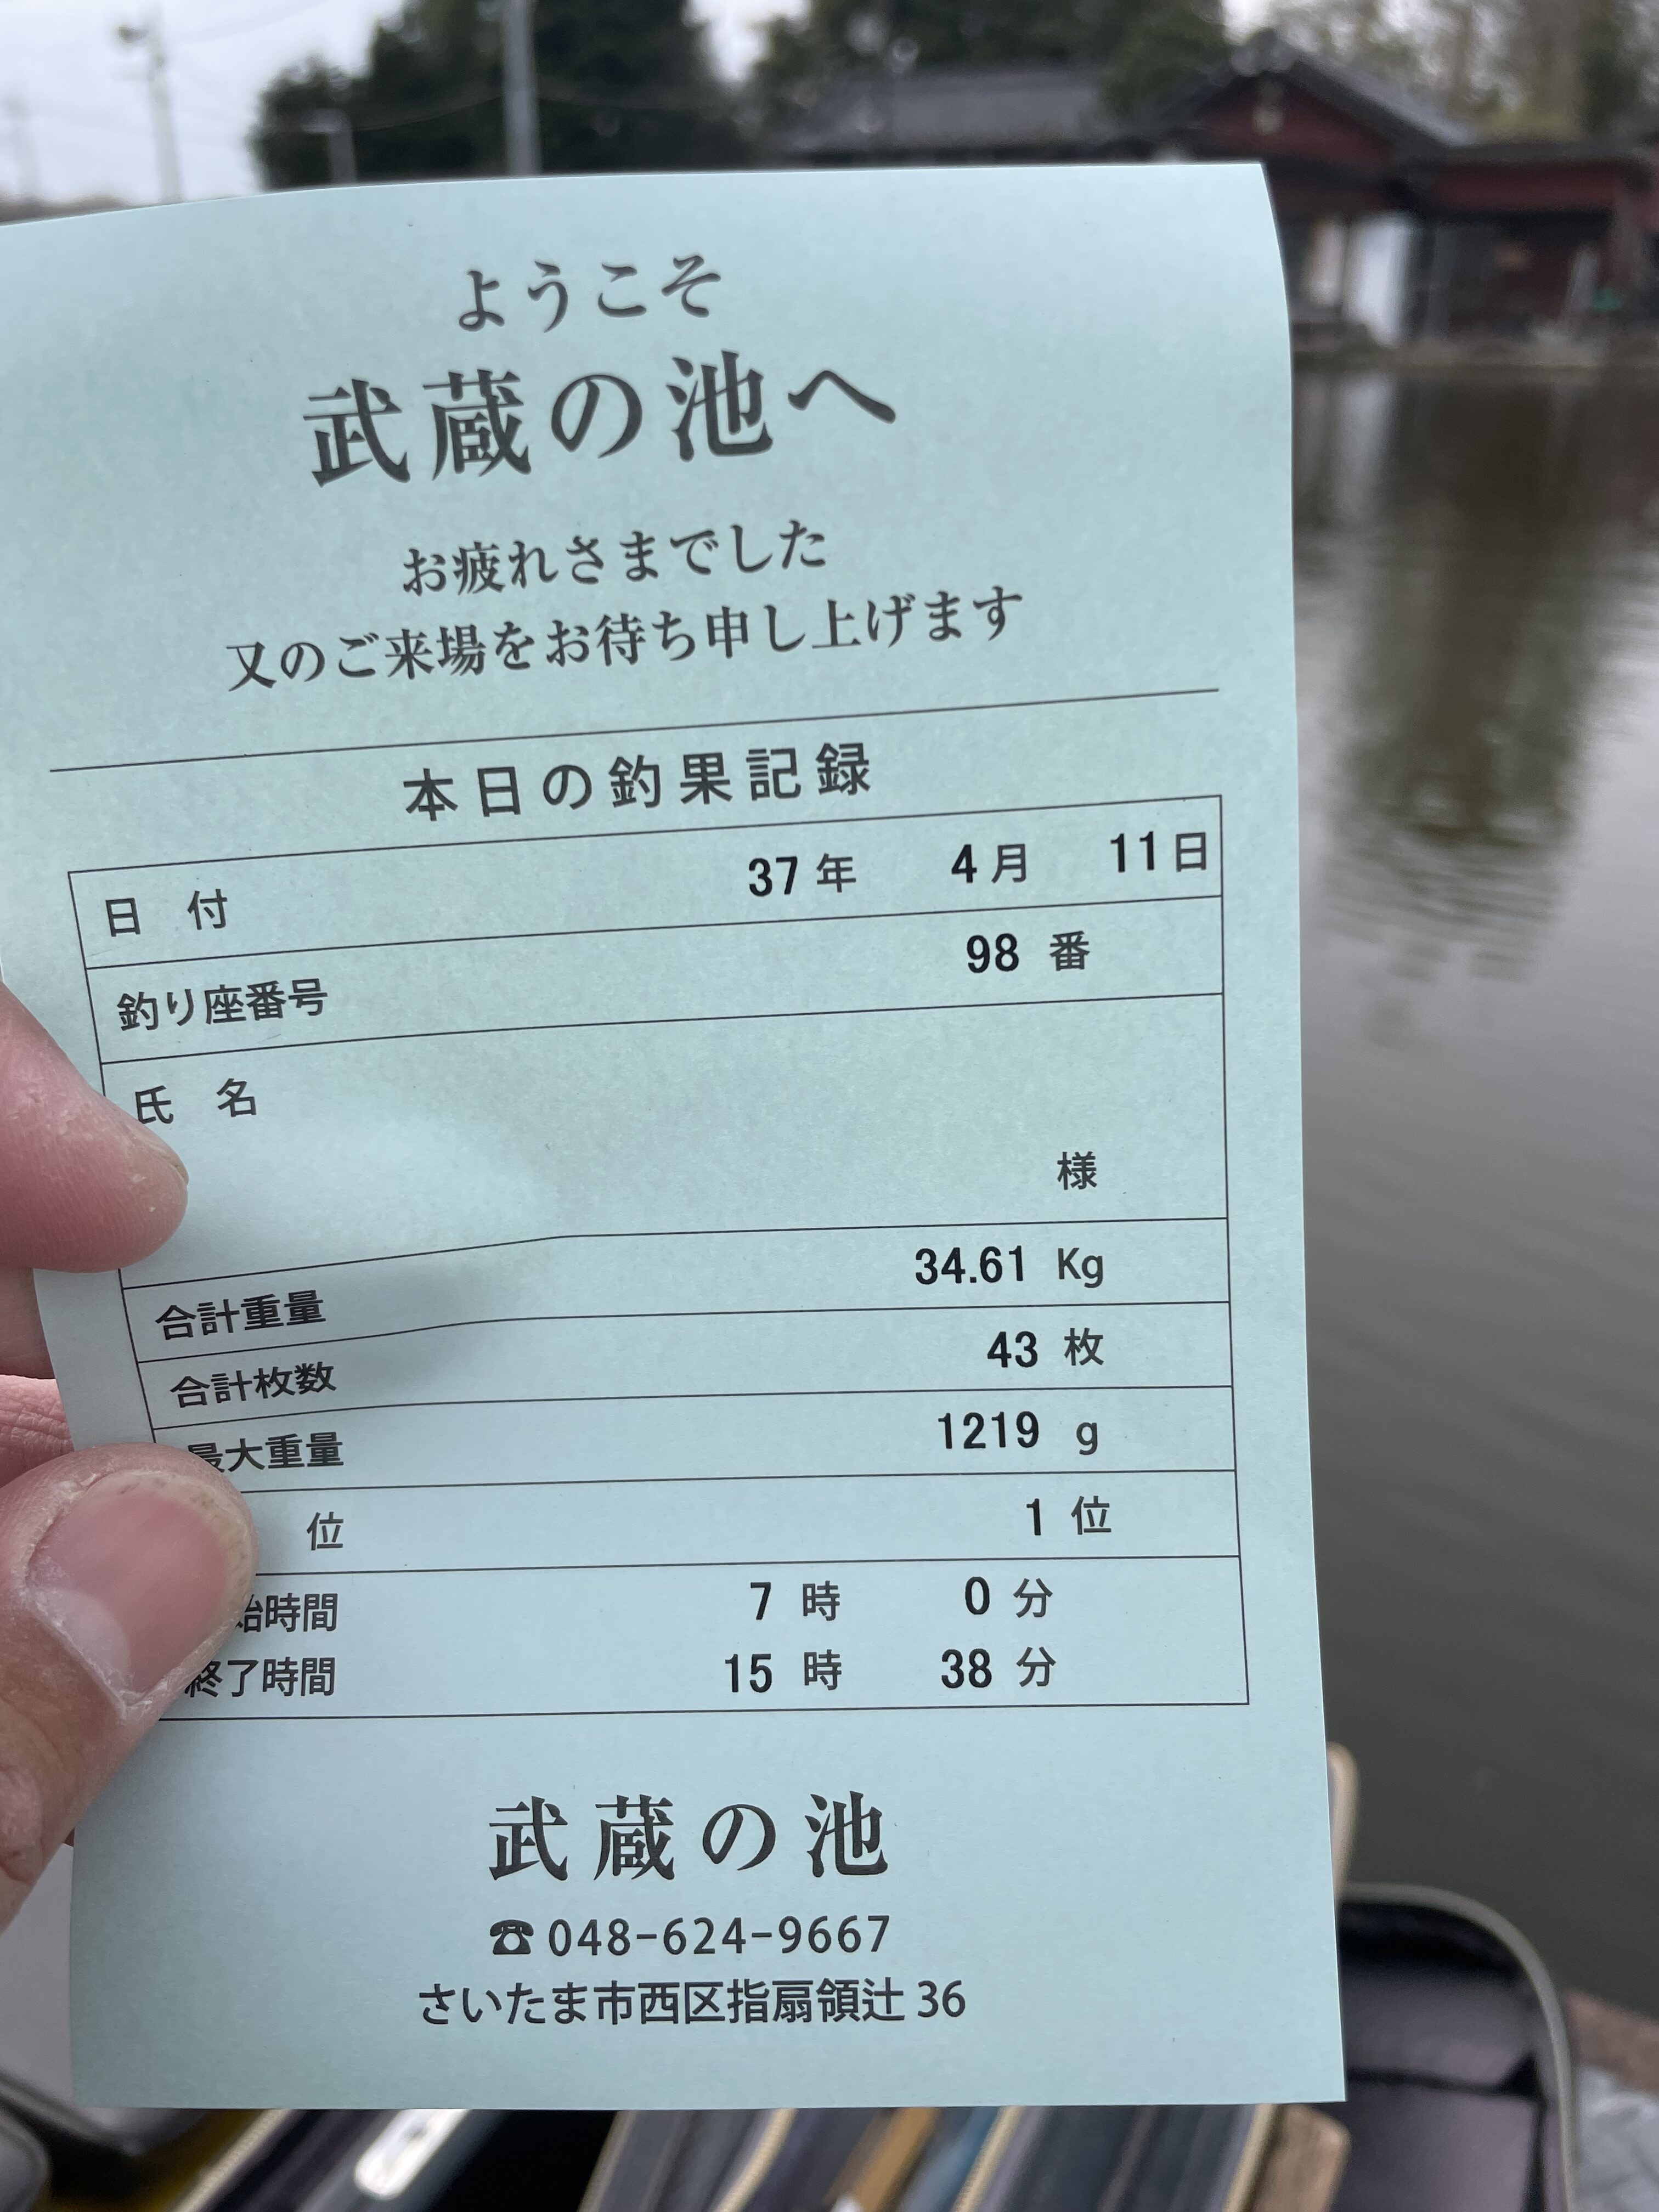 ようこそ
武蔵の池へ
お疲れさまでした
又のご来場をお待ち申し上げます
本日の釣果記録
日 付 37年 4月 11日
釣り座番号 98 番
氏 名
様
合計重量 34.61 Kg
合計枚数 43 枚
最大重量 1219 g
位 1 位
始時間 7 時 0 分
終了時間 15 時 38 分
武蔵の池
☎048-624-9667
さいたま市西区指扇領辻 36